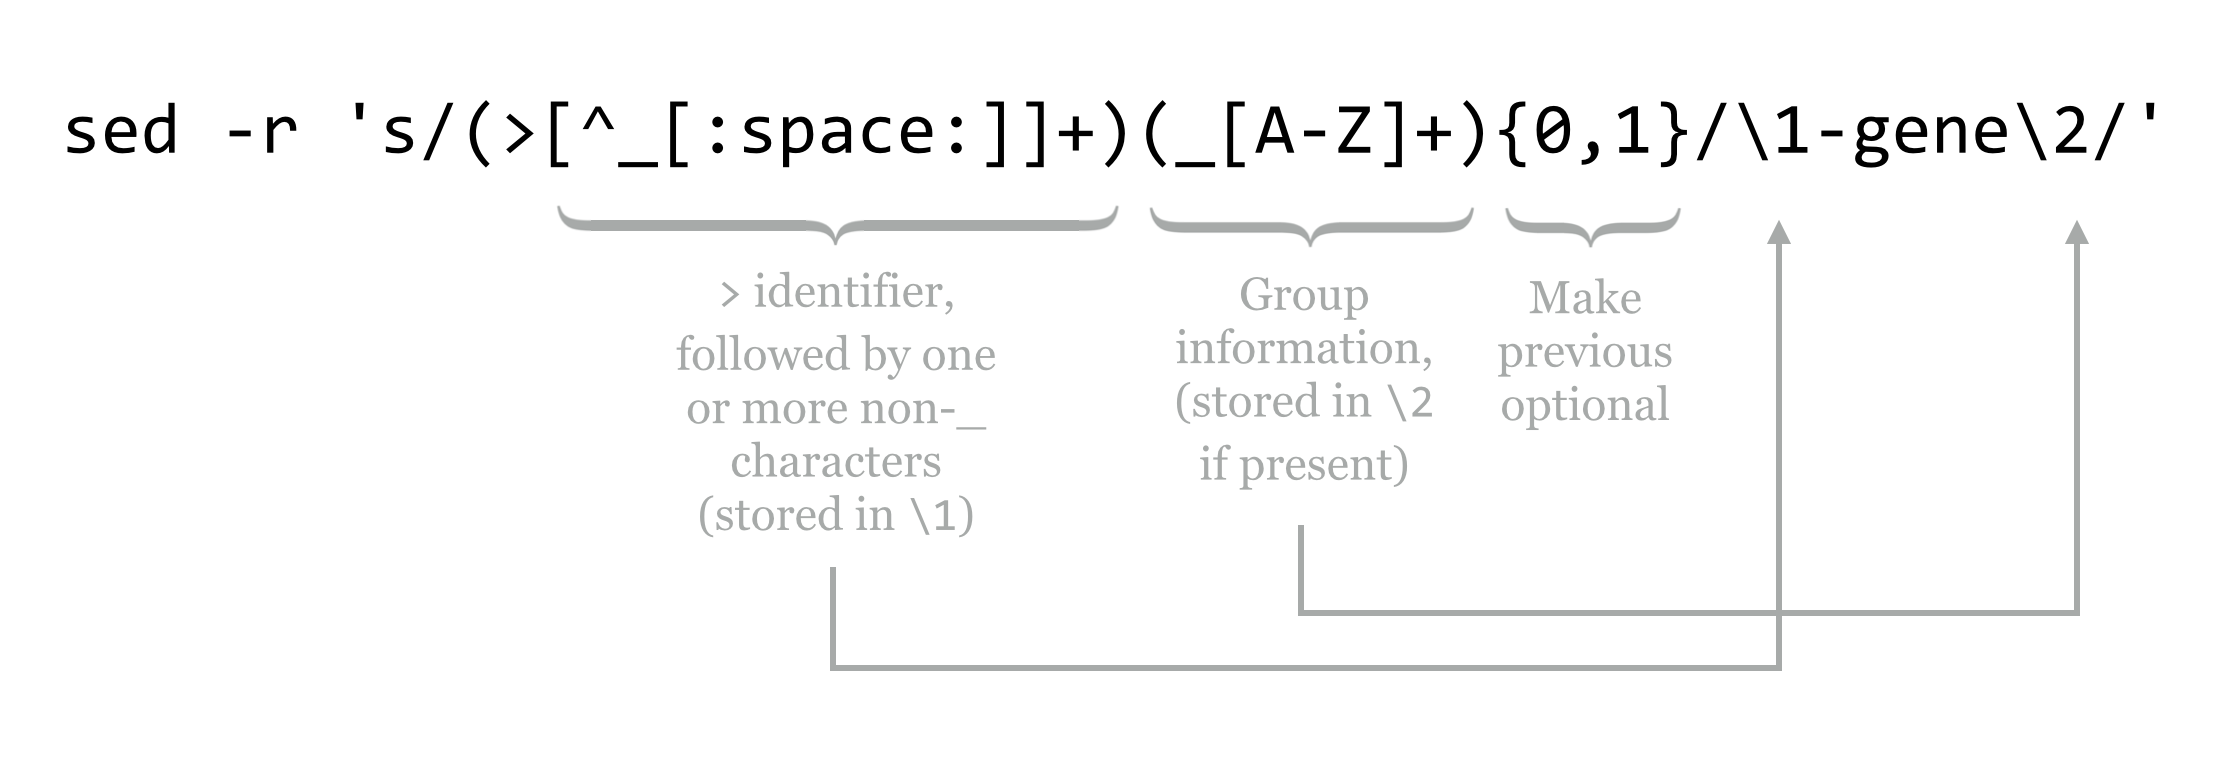 sed -r 's/(>[^_[:space:]]+)(_[A-Z]+){0,1}/\1-gene\2/'
> identifier,
followed by one
or more non-_
characters
(stored in \1)
Group
information,
(stored in \2
if present)
Make
previous
optional